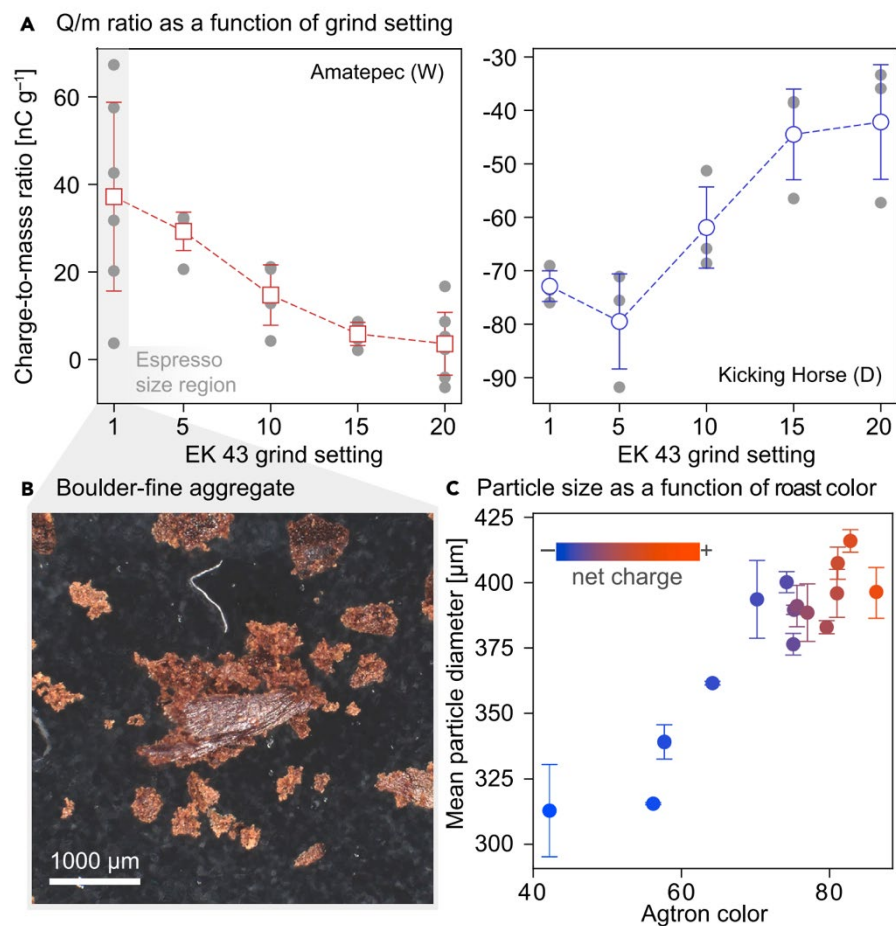 A Q/m ratio as a function of grind setting
Charge-to-masss ratio [nC g⁻¹]
60
40
20
0
Amatepec (W)
Espresso
size region
1 5 10 15 20
EK 43 grind setting
-30
-40
-50
-60
-70
-80
-90
Kicking Horse (D)
1 5 10 15 20
EK 43 grind setting
B Boulder-fine aggregate
1000 µm
C Particle size as a function of roast color
Mean particle diameter [µm]
425
400
375
350
325
300
− +
net charge
40 60 80
Agtron color